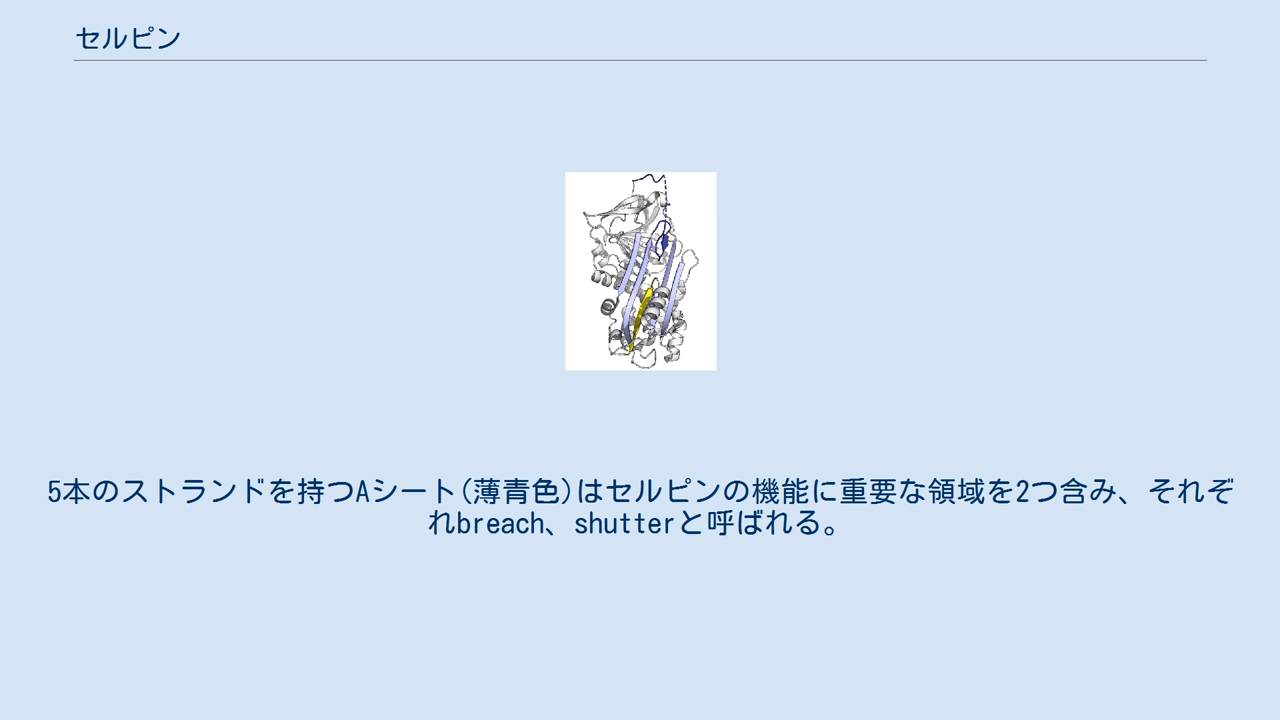 セルピン
5本のストランドを持つAシート(薄青色)はセルピンの機能に重要な領域を2つ含み、それぞ
れbreach、shutterと呼ばれる。